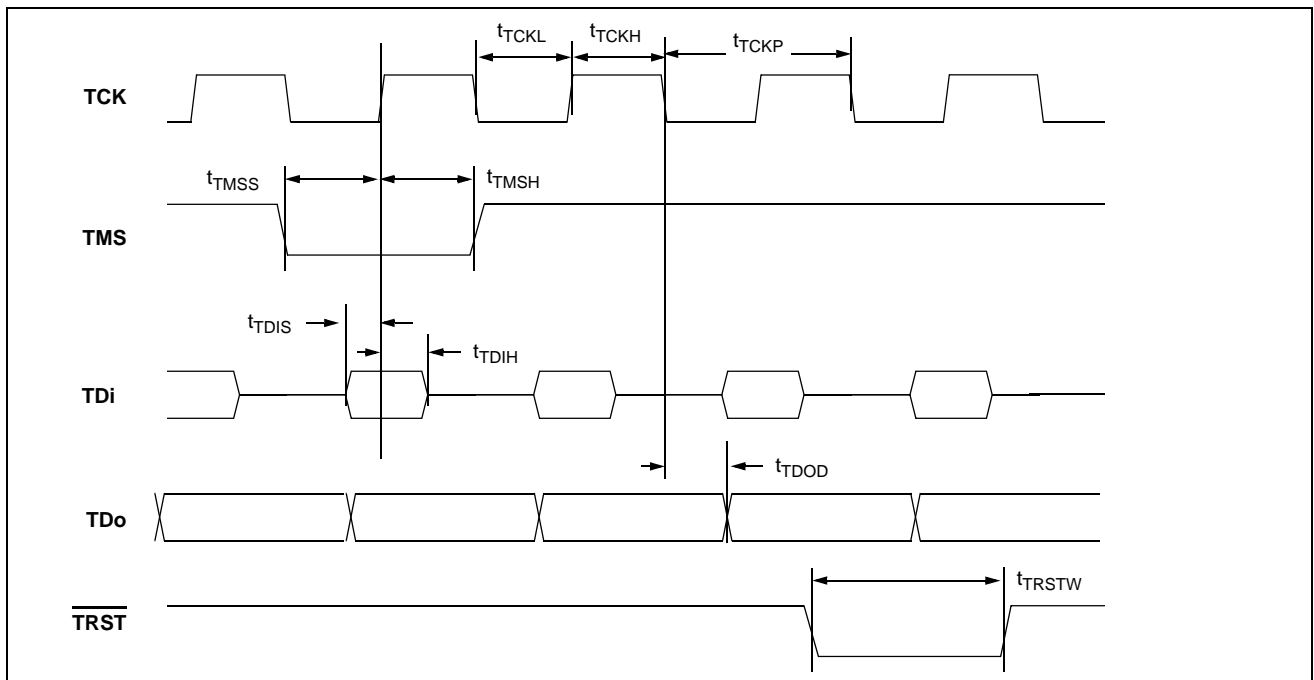 tTCKL tTCKH tTCKP
TCK
tTMSS tTMSH
TMS
tTDIS
tTDIH
TDi
tTDOD
TDo
tTRSTW
TRST